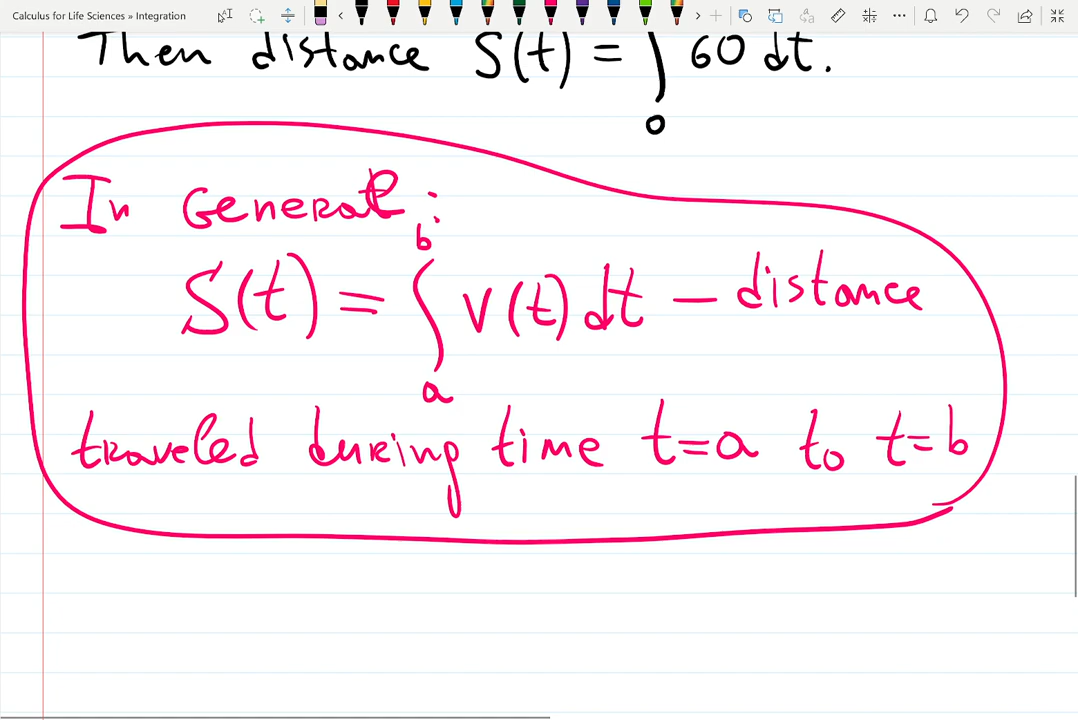 Calculus for Life Sciences » Integration
Then distance S(t) = ∫₀ 60 dt.
In General:
S(t) = ∫ₐᵇ v(t) dt – distance
traveled during time t=a to t=b